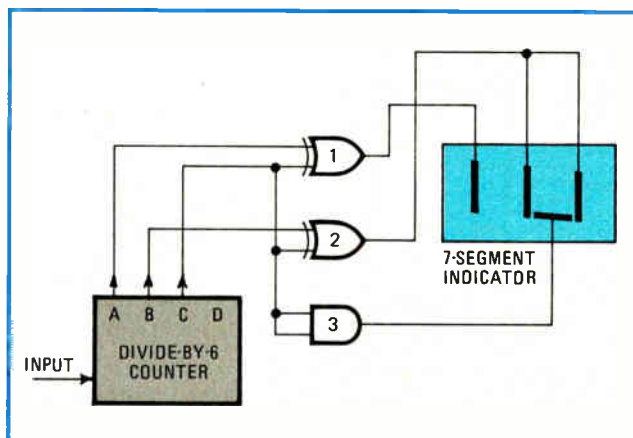 1
2
3
7-SEGMENT
INDICATOR
A B C D
DIVIDE-BY-6
COUNTER
INPUT